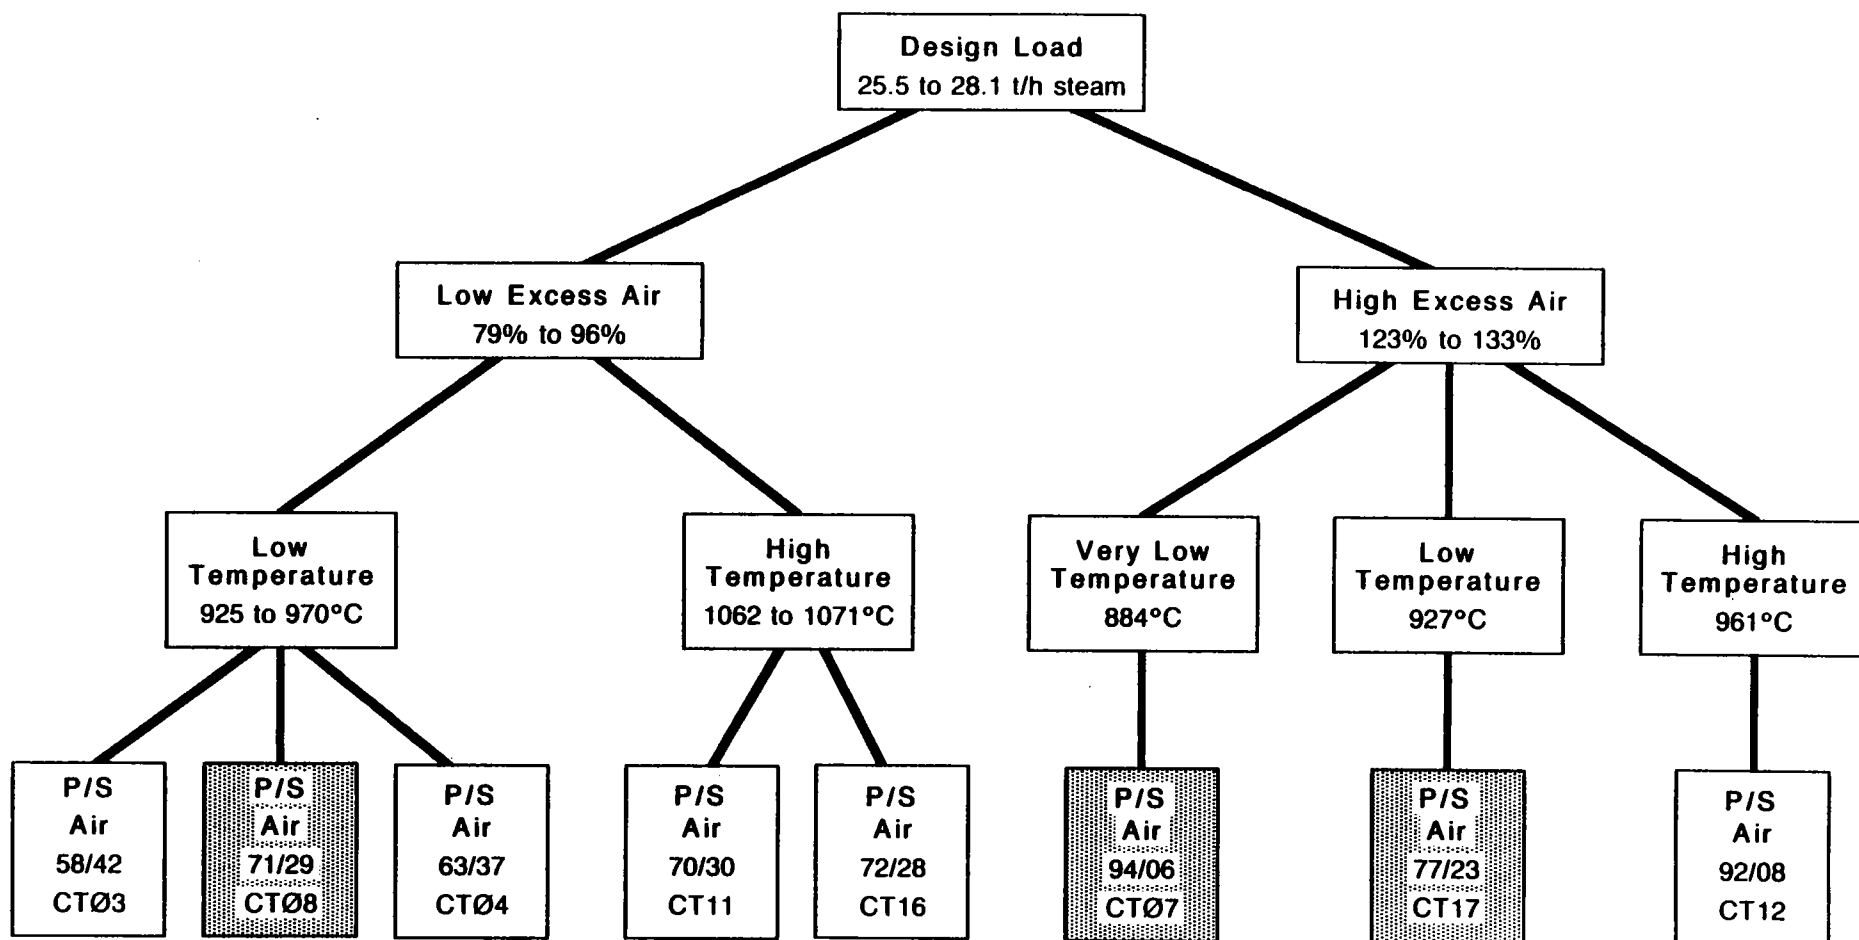 Design Load
25.5 to 28.1 t/h steam
Low Excess Air
79% to 96%
High Excess Air
123% to 133%
Low
Temperature
925 to 970°C
High
Temperature
1062 to 1071°C
Very Low
Temperature
884°C
Low
Temperature
927°C
High
Temperature
961°C
P/S
Air
58/42
CTØ3
P/S
Air
71/29
CTØ8
P/S
Air
63/37
CTØ4
P/S
Air
70/30
CT11
P/S
Air
72/28
CT16
P/S
Air
94/06
CTØ7
P/S
Air
77/23
CT17
P/S
Air
92/08
CT12